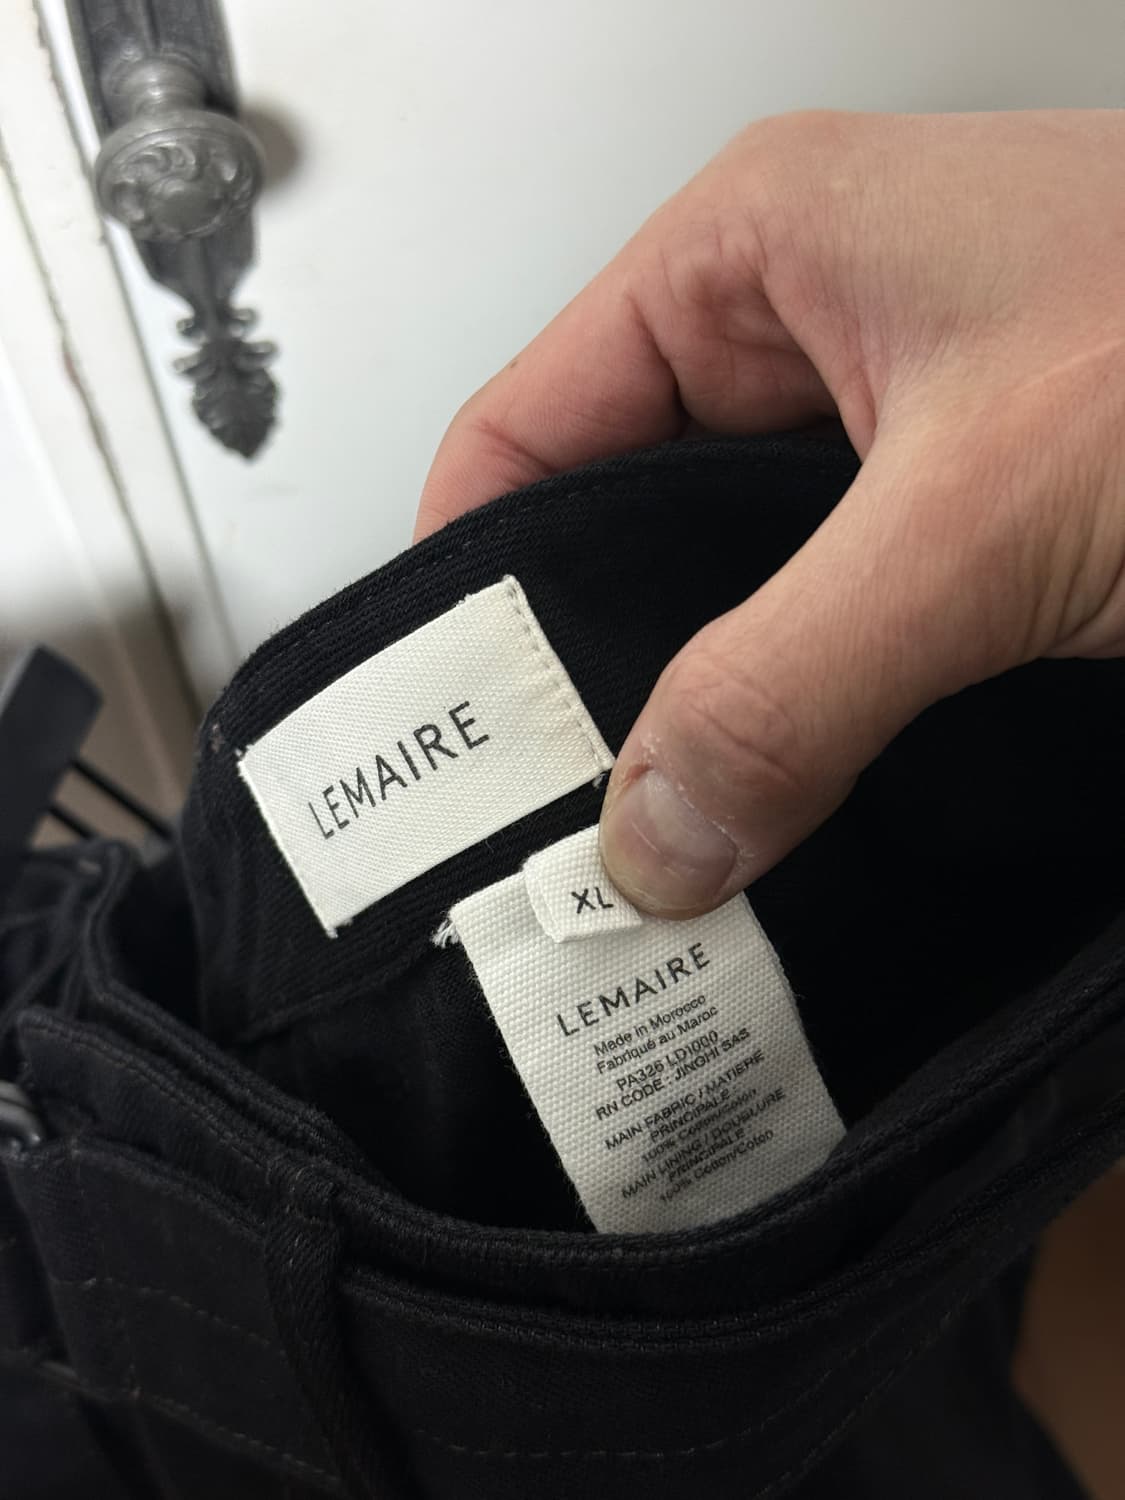 LEMAIRE
XL
LEMAIRE
Made in Morocco
Fabriqué au Maroc
PA326 LD1000
RN CODE : JINGHI SAS
MAIN FABRIC / MATIERE
PRINCIPALE
100% Cotton/Coton
MAIN LINING / DOUBLURE
PRINCIPALE
100% Cotton/Coton